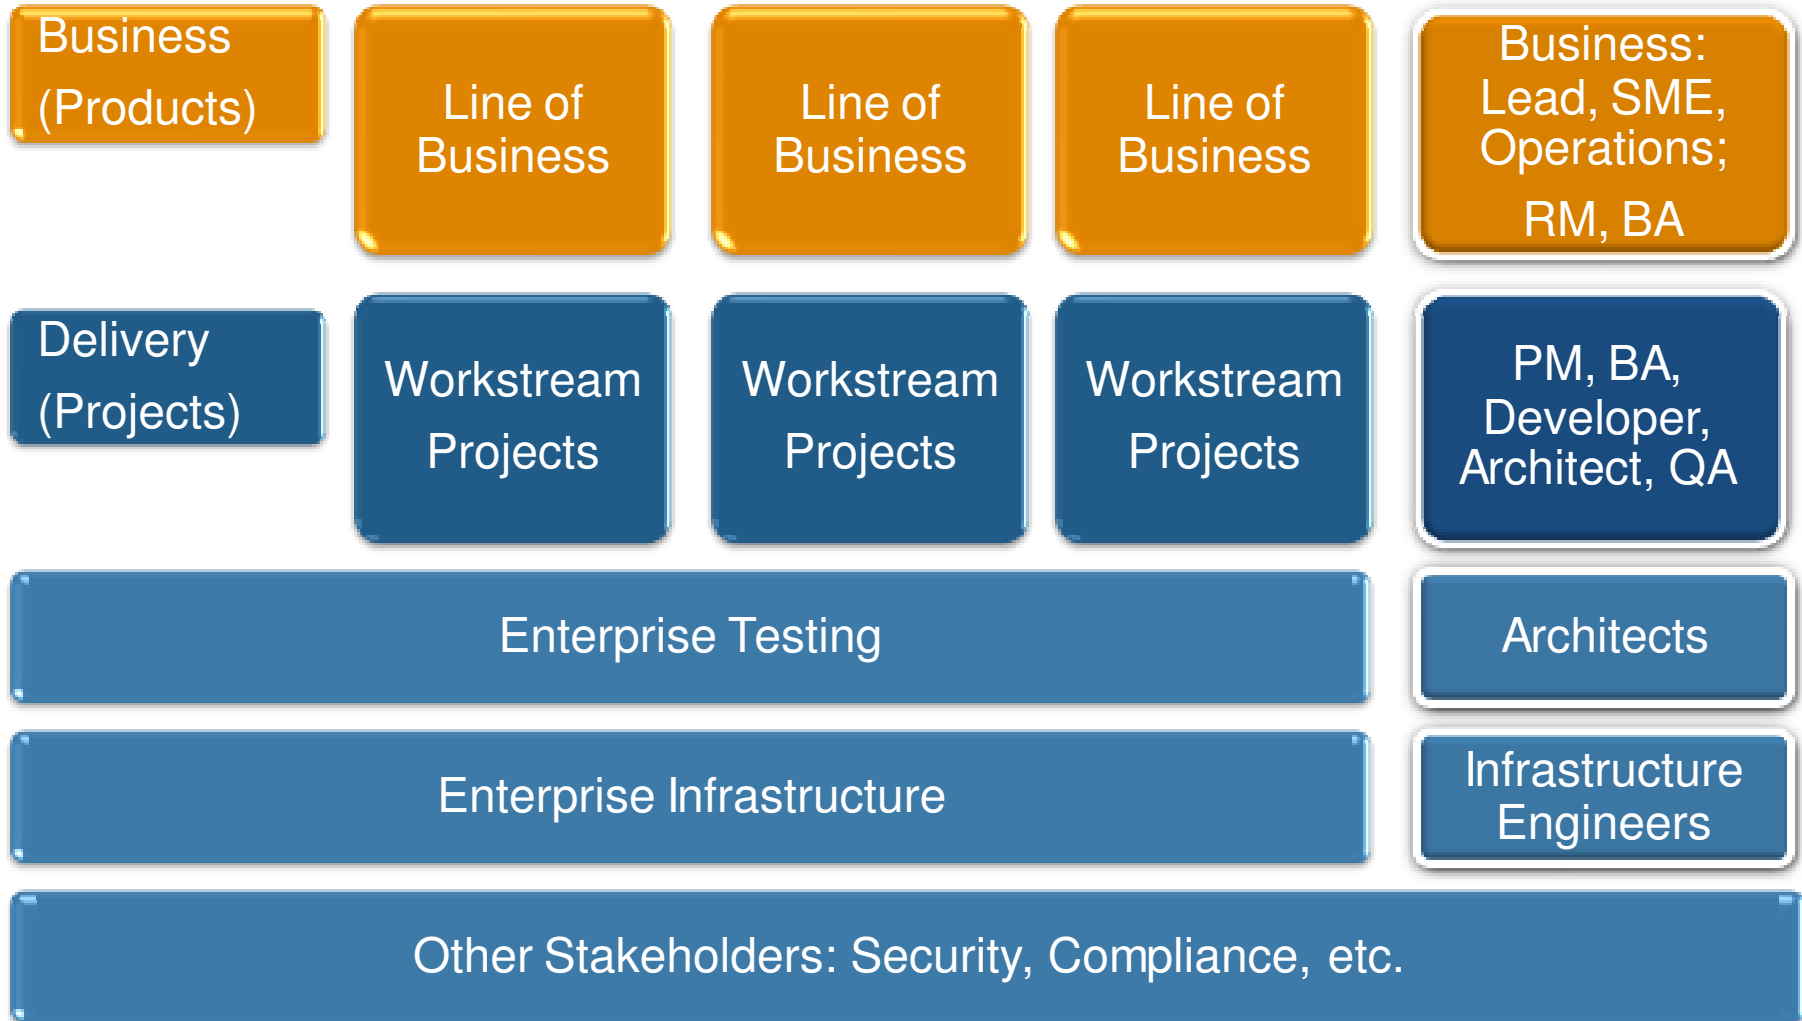 Business
(Products)
Line of
Business
Line of
Business
Line of
Business
Business:
Lead, SME,
Operations;
RM, BA
Delivery
(Projects)
Workstream
Projects
Workstream
Projects
Workstream
Projects
PM, BA,
Developer,
Architect, QA
Enterprise Testing
Architects
Enterprise Infrastructure
Infrastructure
Engineers
Other Stakeholders: Security, Compliance, etc.